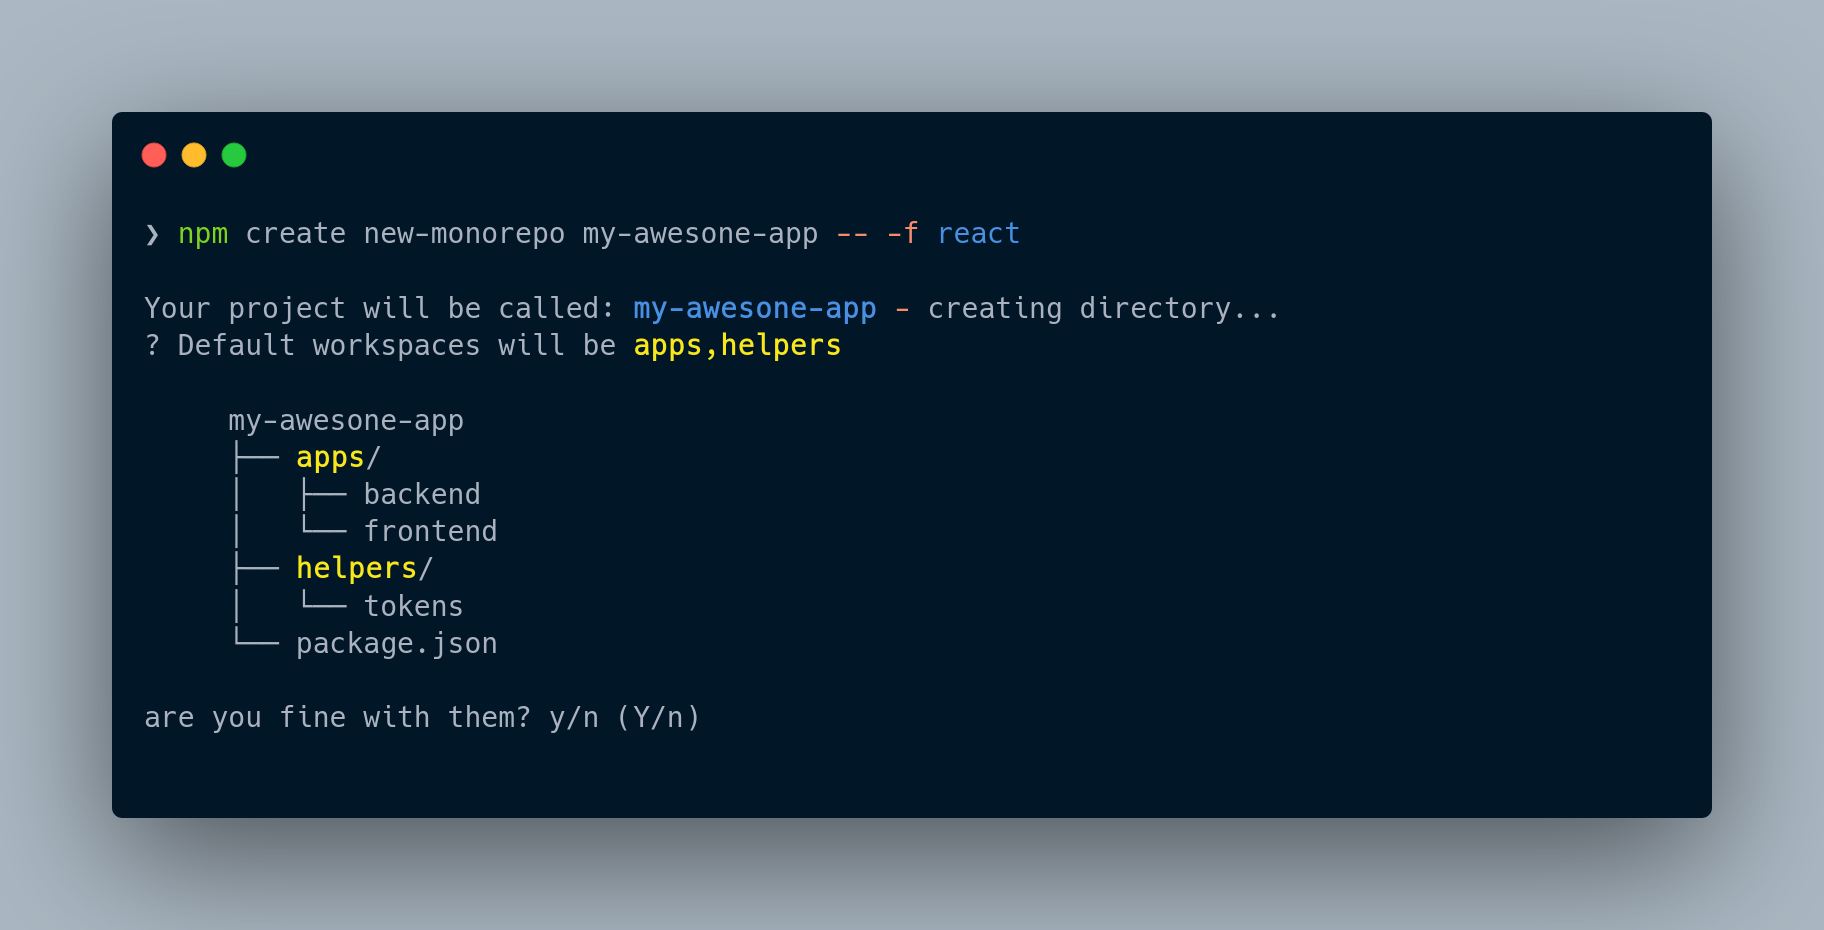 ❯ npm create new-monorepo my-awesone-app -- -f react
Your project will be called: my-awesone-app - creating directory...
? Default workspaces will be apps,helpers
my-awesone-app
├── apps/
│   ├── backend
│   └── frontend
├── helpers/
│   └── tokens
└── package.json
are you fine with them? y/n (Y/n)